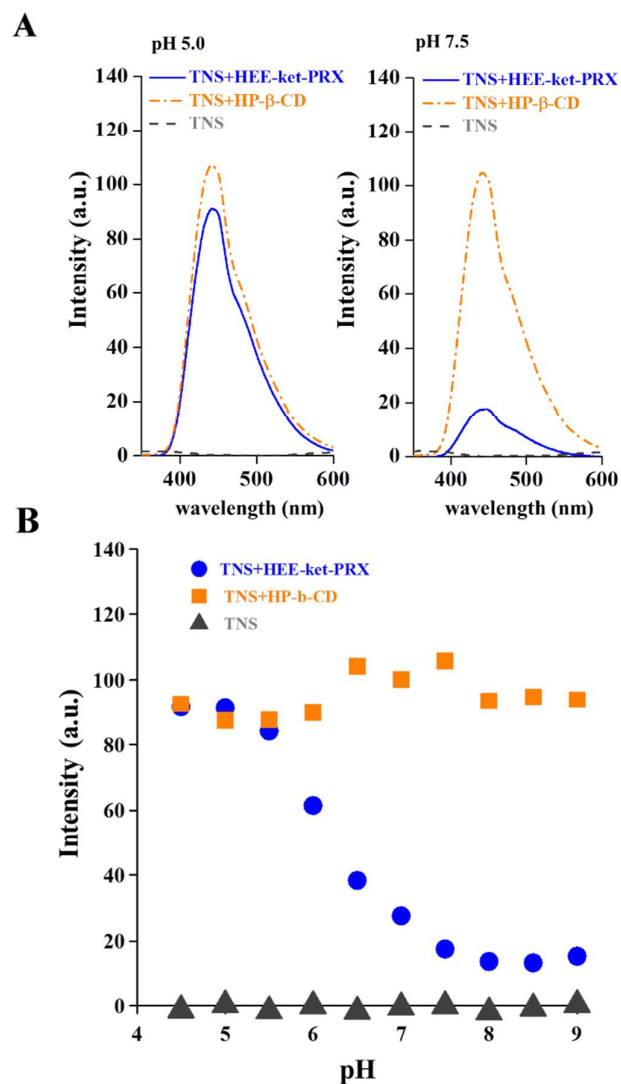 A
pH 5.0
TNS+HEE-ket-PRX
TNS+HP-β-CD
TNS
140
120
100
80
60
40
20
0
Intensity (a.u.)
400 500 600
wavelength (nm)
pH 7.5
TNS+HEE-ket-PRX
TNS+HP-β-CD
TNS
140
120
100
80
60
40
20
0
Intensity (a.u.)
400 500 600
wavelength (nm)
B
TNS+HEE-ket-PRX
TNS+HP-b-CD
TNS
140
120
100
80
60
40
20
0
Intensity (a.u.)
4 5 6 7 8 9
pH